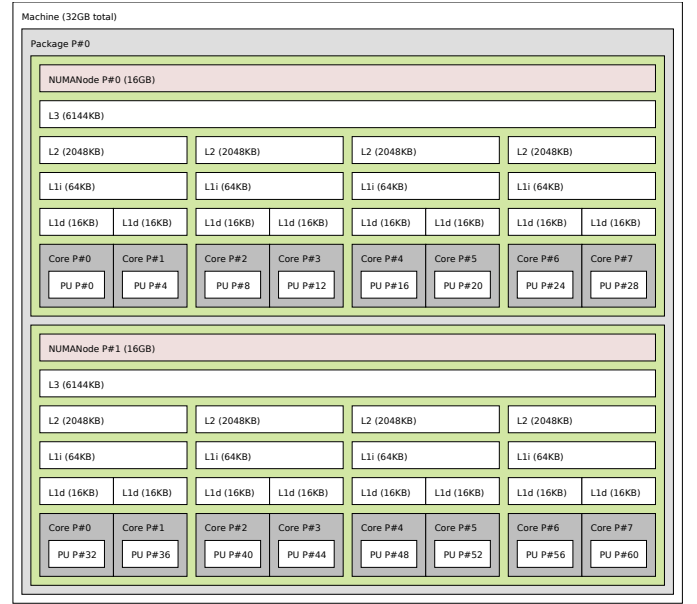 Machine (32GB total)
Package P#0
NUMANode P#0 (16GB)
L3 (6144KB)
L2 (2048KB) L2 (2048KB) L2 (2048KB) L2 (2048KB)
L1i (64KB) L1i (64KB) L1i (64KB) L1i (64KB)
L1d (16KB) L1d (16KB) L1d (16KB) L1d (16KB) L1d (16KB) L1d (16KB) L1d (16KB) L1d (16KB)
Core P#0 Core P#1 Core P#2 Core P#3 Core P#4 Core P#5 Core P#6 Core P#7
PU P#0 PU P#4 PU P#8 PU P#12 PU P#16 PU P#20 PU P#24 PU P#28
NUMANode P#1 (16GB)
L3 (6144KB)
L2 (2048KB) L2 (2048KB) L2 (2048KB) L2 (2048KB)
L1i (64KB) L1i (64KB) L1i (64KB) L1i (64KB)
L1d (16KB) L1d (16KB) L1d (16KB) L1d (16KB) L1d (16KB) L1d (16KB) L1d (16KB) L1d (16KB)
Core P#0 Core P#1 Core P#2 Core P#3 Core P#4 Core P#5 Core P#6 Core P#7
PU P#32 PU P#36 PU P#40 PU P#44 PU P#48 PU P#52 PU P#56 PU P#60